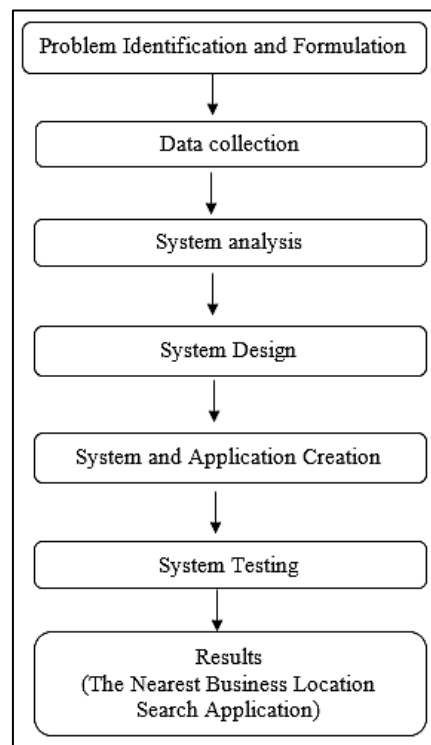 Problem Identification and Formulation
Data collection
System analysis
System Design
System and Application Creation
System Testing
Results
(The Nearest Business Location
Search Application)